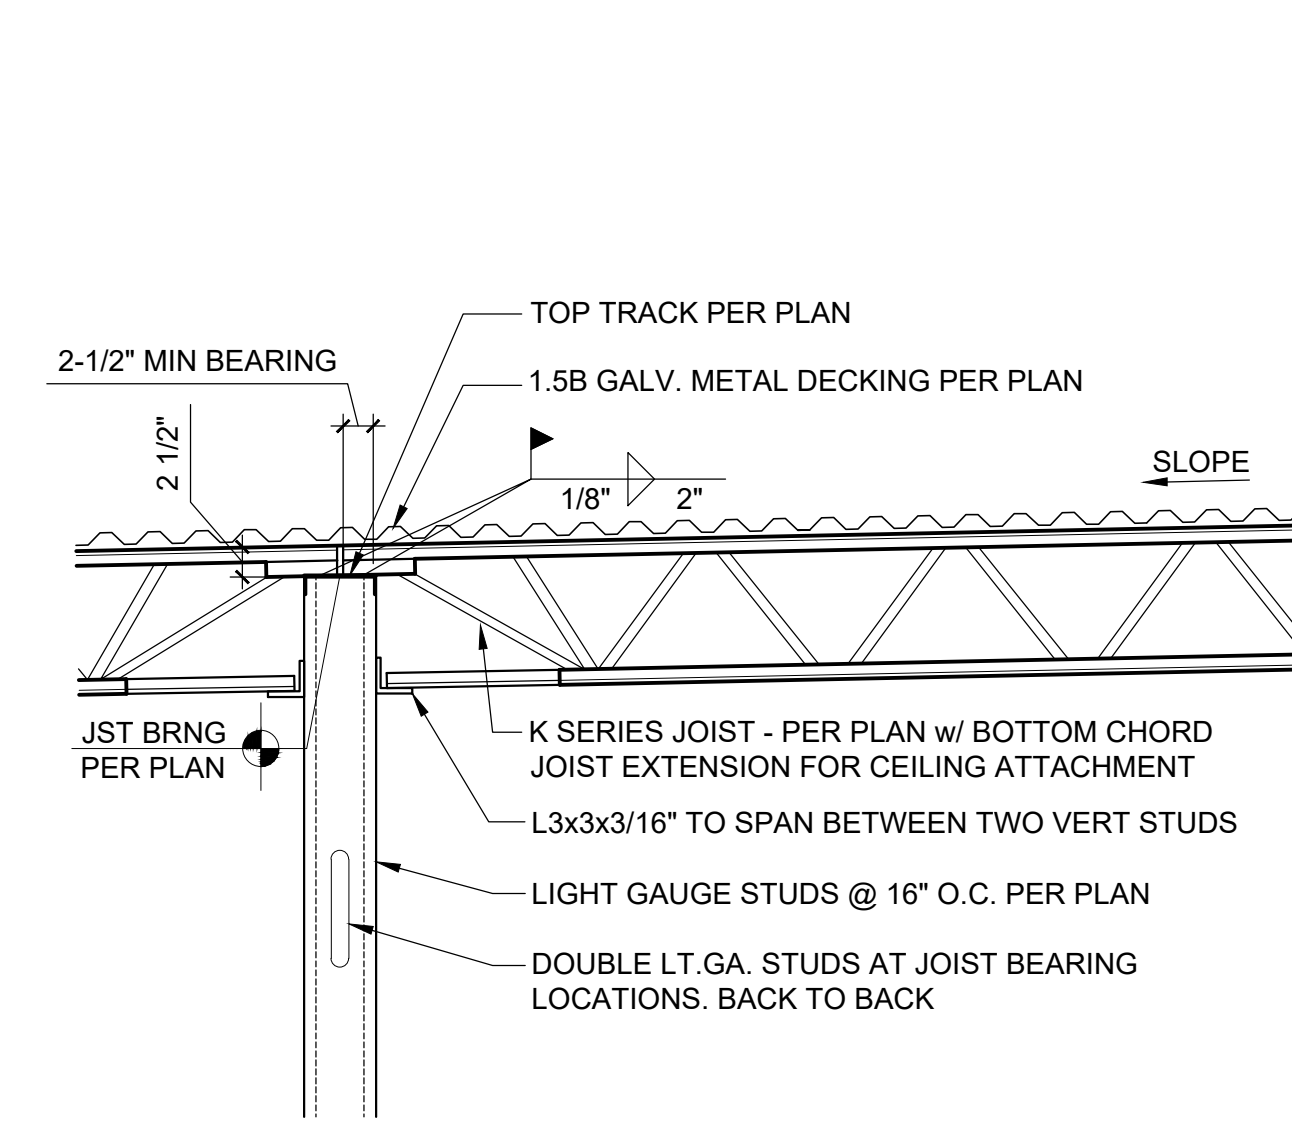 TOP TRACK PER PLAN
2-1/2" MIN BEARING
1.5B GALV. METAL DECKING PER PLAN
2 1/2"
SLOPE
1/8" 2"
JST BRNG
PER PLAN
K SERIES JOIST - PER PLAN w/ BOTTOM CHORD
JOIST EXTENSION FOR CEILING ATTACHMENT
L3x3x3/16" TO SPAN BETWEEN TWO VERT STUDS
LIGHT GAUGE STUDS @ 16" O.C. PER PLAN
DOUBLE LT.GA. STUDS AT JOIST BEARING
LOCATIONS. BACK TO BACK